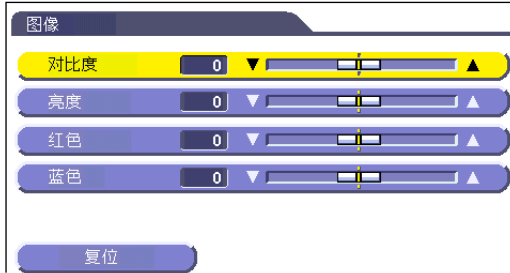 图像
对比度 0 ▼ ▲
亮度 0 ▼ ▲
红色 0 ▼ ▲
蓝色 0 ▼ ▲
复位